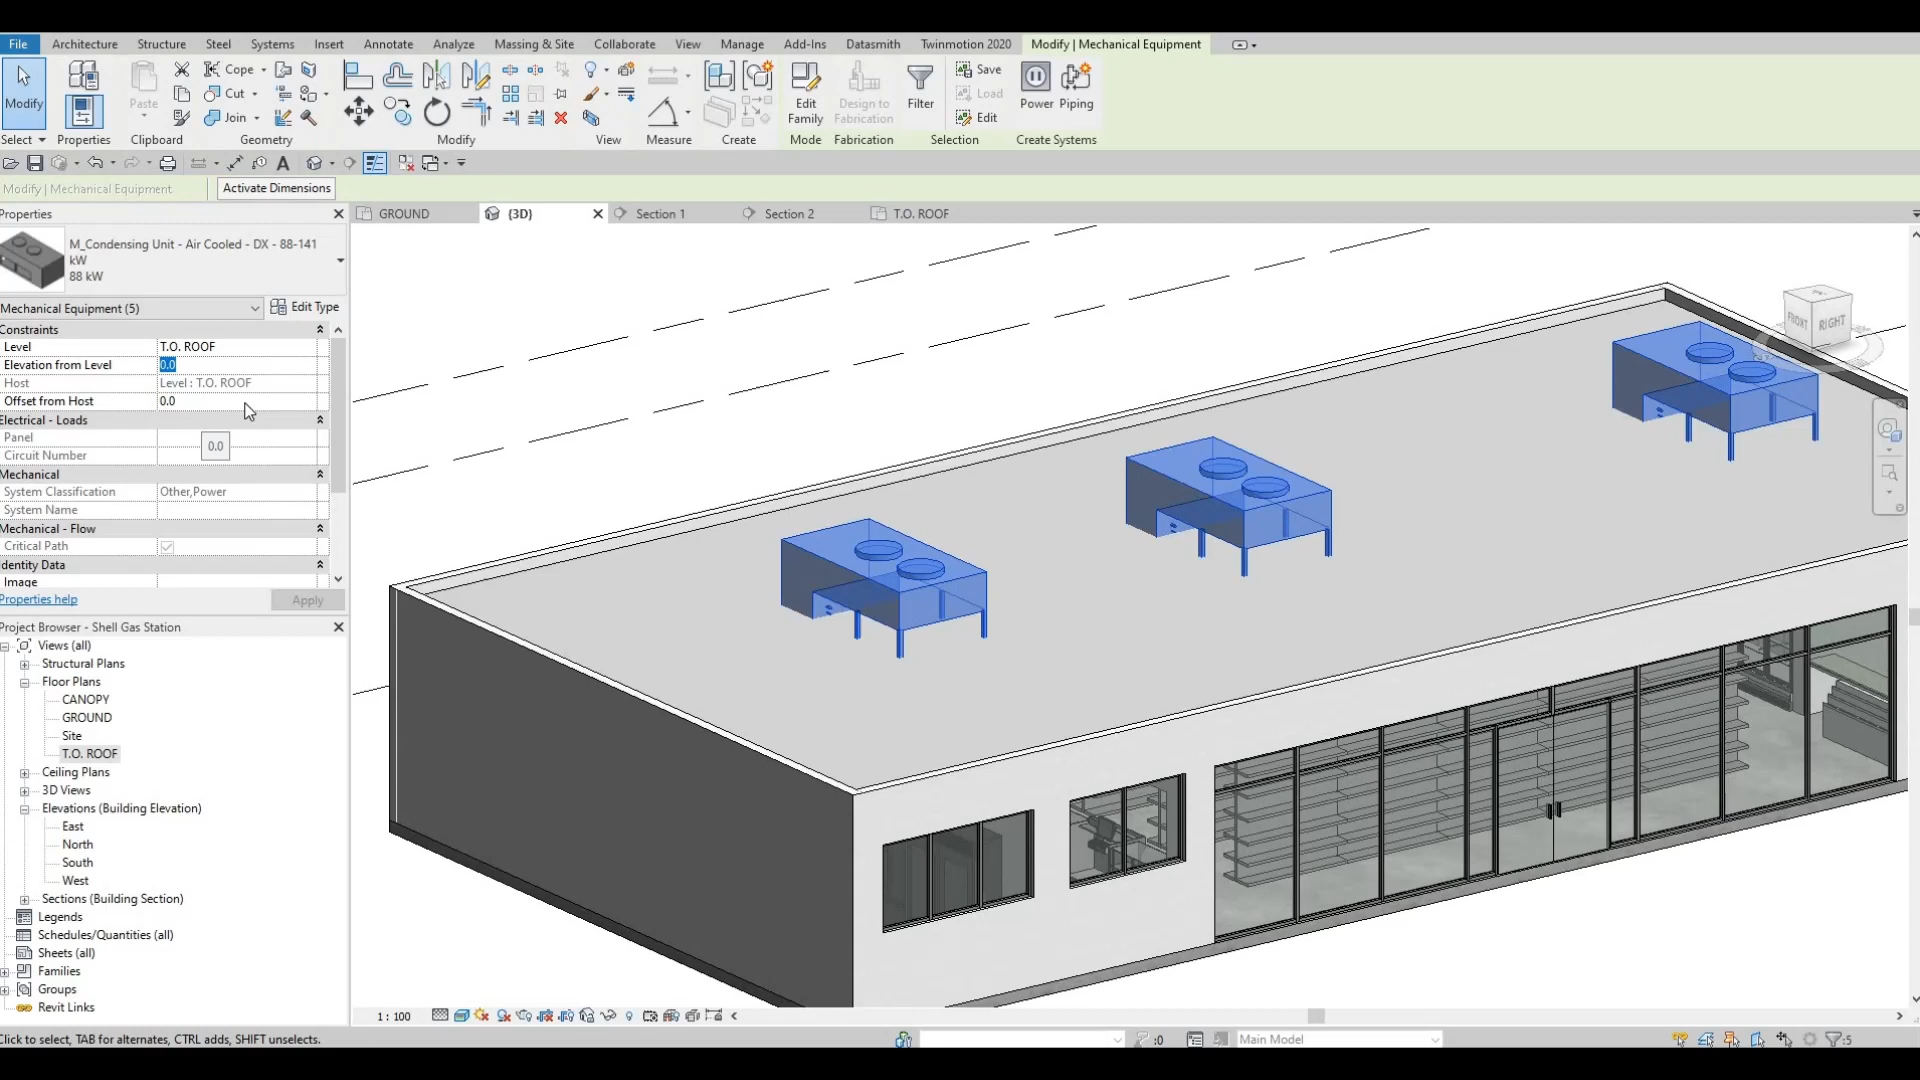 File Architecture Structure Steel Systems Insert Annotate Analyze Massing & Site Collaborate View Manage Add-Ins Datasmith Twinmotion 2020 Modify | Mechanical Equipment
Modify
Properties
Paste
Cope
Cut
Join
Edit Family
Design to Fabrication
Filter
Save
Load
Edit
Power Piping
Select Properties Clipboard Geometry Modify View Measure Create Mode Fabrication Selection Create Systems
A
Modify | Mechanical Equipment Activate Dimensions
Properties
GROUND {3D} Section 1 Section 2 T.O. ROOF
M_Condensing Unit - Air Cooled - DX - 88-141
kW
88 kW
Mechanical Equipment (5) Edit Type
Constraints
Level T.O. ROOF
Elevation from Level 0.0
Host Level : T.O. ROOF
Offset from Host 0.0
Electrical - Loads
Panel
0.0
Circuit Number
Mechanical
System Classification Other,Power
System Name
Mechanical - Flow
Critical Path
Identity Data
Image
Properties help Apply
Project Browser - Shell Gas Station
Views (all)
Structural Plans
Floor Plans
CANOPY
GROUND
Site
T.O. ROOF
Ceiling Plans
3D Views
Elevations (Building Elevation)
East
North
South
West
Sections (Building Section)
Legends
Schedules/Quantities (all)
Sheets (all)
Families
Groups
Revit Links
FRONT RIGHT
1 : 100
Click to select, TAB for alternates, CTRL adds, SHIFT unselects.
:0
Main Model
:5